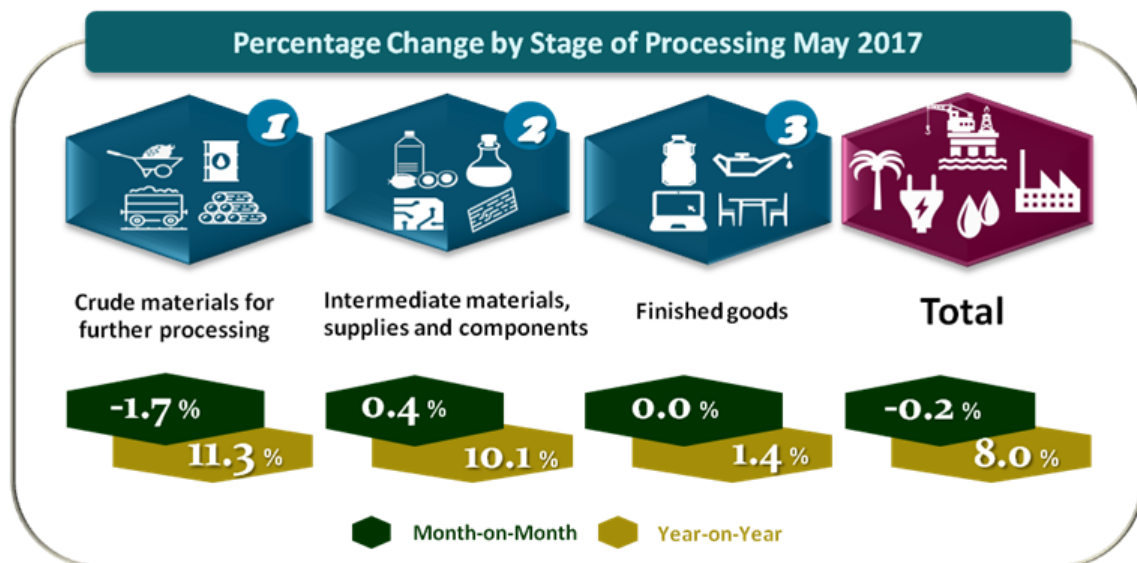 Percentage Change by Stage of Processing May 2017
1
2
3
Crude materials for
further processing
Intermediate materials,
supplies and components
Finished goods
Total
-1.7 %
11.3 %
0.4 %
10.1 %
0.0 %
1.4 %
-0.2 %
8.0 %
Month-on-Month
Year-on-Year